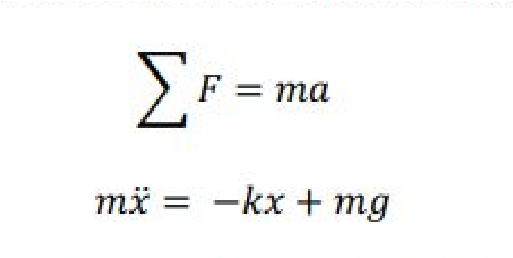 ∑ F = ma
mẍ = −kx + mg